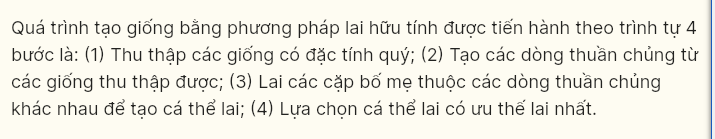 Quá trình tạo giống bằng phương pháp lai hữu tính được tiến hành theo trình tự 4
bước là: (1) Thu thập các giống có đặc tính quý; (2) Tạo các dòng thuần chủng từ
các giống thu thập được; (3) Lai các cặp bố mẹ thuộc các dòng thuần chủng
khác nhau để tạo cá thể lai; (4) Lựa chọn cá thể lai có ưu thế lai nhất.